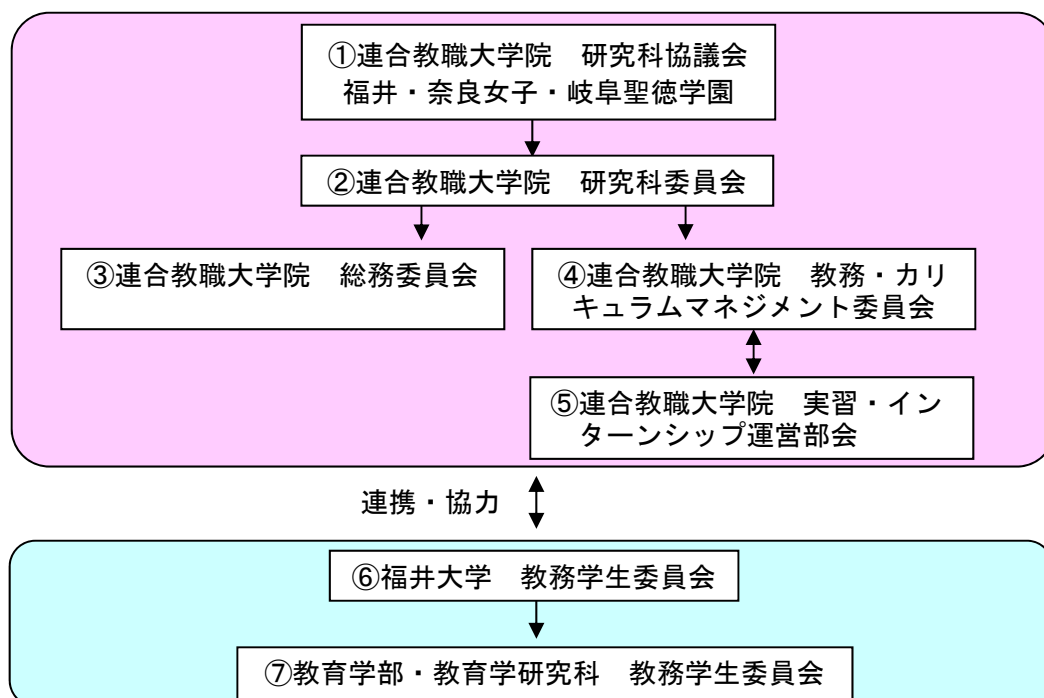 ①連合教職大学院　研究科協議会
福井・奈良女子・岐阜聖徳学園
②連合教職大学院　研究科委員会
③連合教職大学院　総務委員会
④連合教職大学院　教務・カリ
キュラムマネジメント委員会
⑤連合教職大学院　実習・イン
ターンシップ運営部会
連携・協力
⑥福井大学　教務学生委員会
⑦教育学部・教育学研究科　教務学生委員会